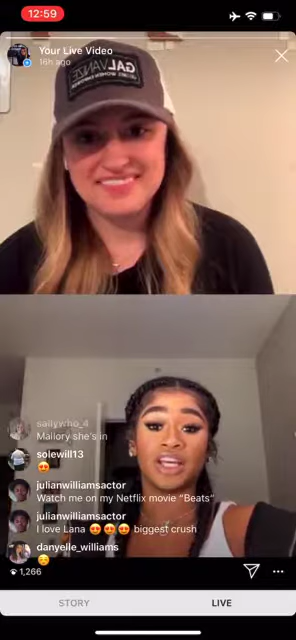 12:59
Your Live Video
16h ago
GALVANIZE
sallywho_4
Mallory she's in
solewill13
😍
julianwilliamsactor
Watch me on my Netflix movie "Beats"
julianwilliamsactor
I love Lana 😍😍😍 biggest crush
danyelle_williams
😌
1,266
STORY
LIVE